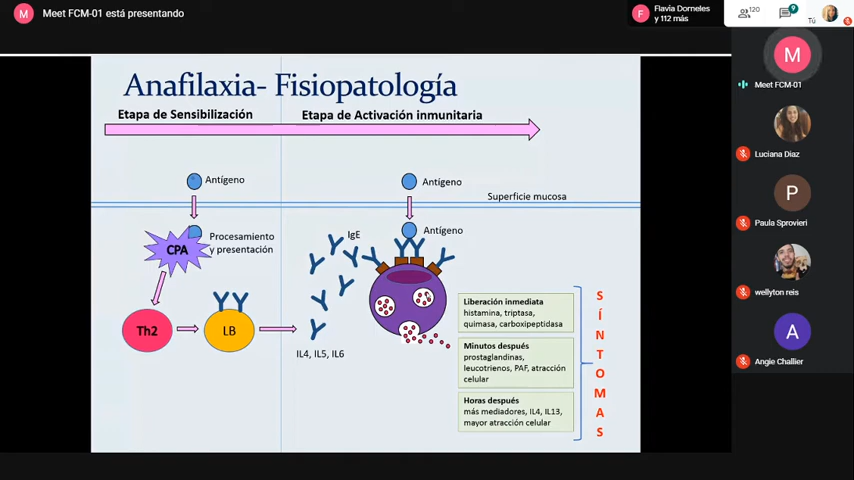 M
Meet FCM-01 está presentando
F
Flavia Dorneles
y 112 más
120
9
Tú
Anafilaxia- Fisiopatología
Etapa de Sensibilización
Etapa de Activación inmunitaria
Antígeno
Antígeno
Superficie mucosa
CPA
Procesamiento
y presentación
IgE
Antígeno
Th2
LB
IL4, IL5, IL6
Liberación inmediata
histamina, triptasa,
quimasa, carboxipeptidasa
Minutos después
prostaglandinas,
leucotrienos, PAF, atracción
celular
Horas después
más mediadores, IL4, IL13,
mayor atracción celular
S
Í
N
T
O
M
A
S
M
Meet FCM-01
Luciana Diaz
P
Paula Sprovieri
wellyton reis
A
Angie Challier